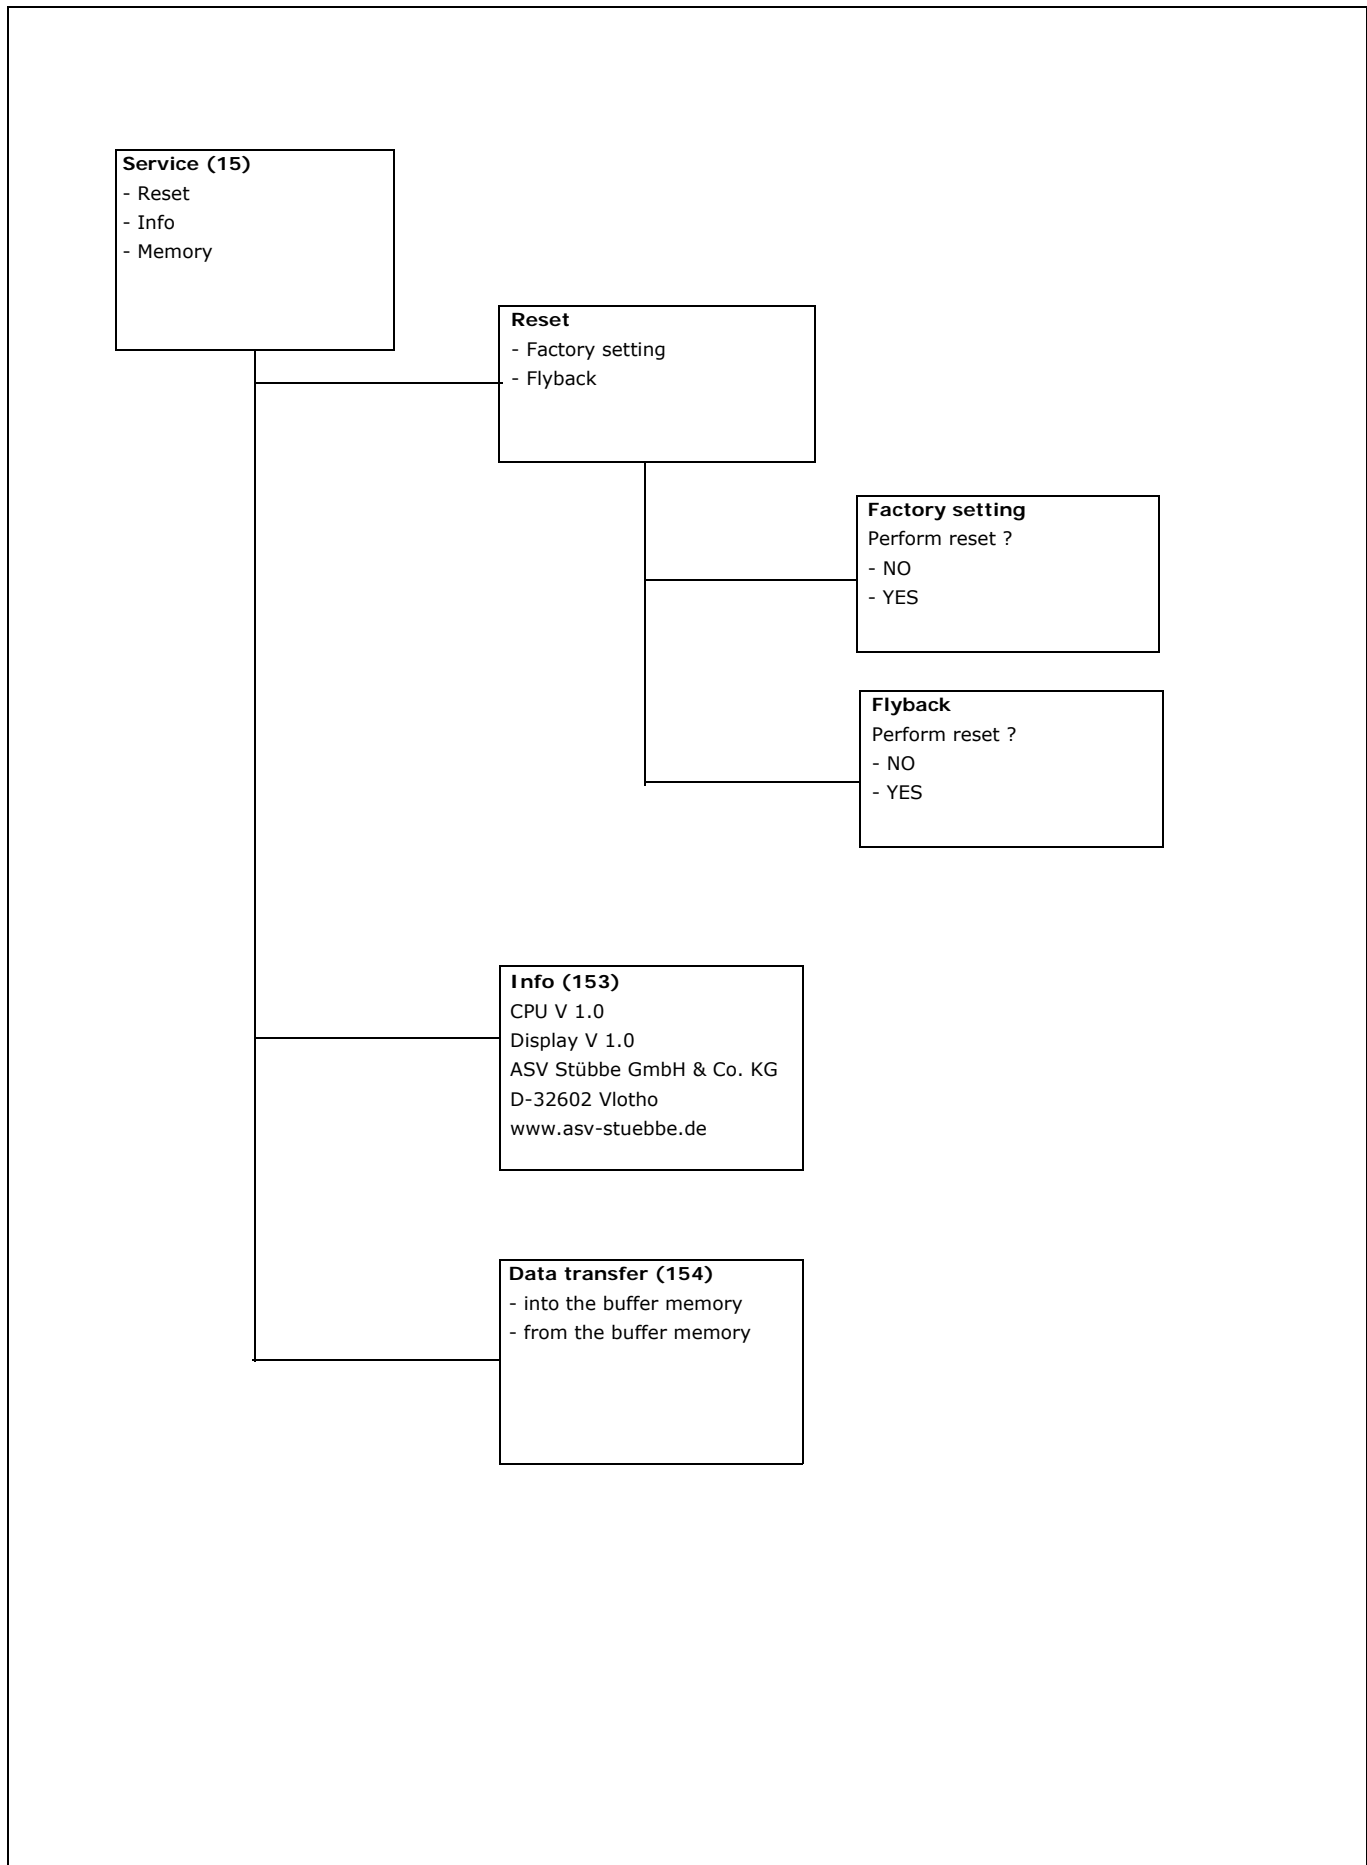 Service (15)
- Reset
- Info
- Memory
Reset
- Factory setting
- Flyback
Factory setting
Perform reset ?
- NO
- YES
Flyback
Perform reset ?
- NO
- YES
Info (153)
CPU V 1.0
Display V 1.0
ASV Stübbe GmbH & Co. KG
D-32602 Vlotho
www.asv-stuebbe.de
Data transfer (154)
- into the buffer memory
- from the buffer memory